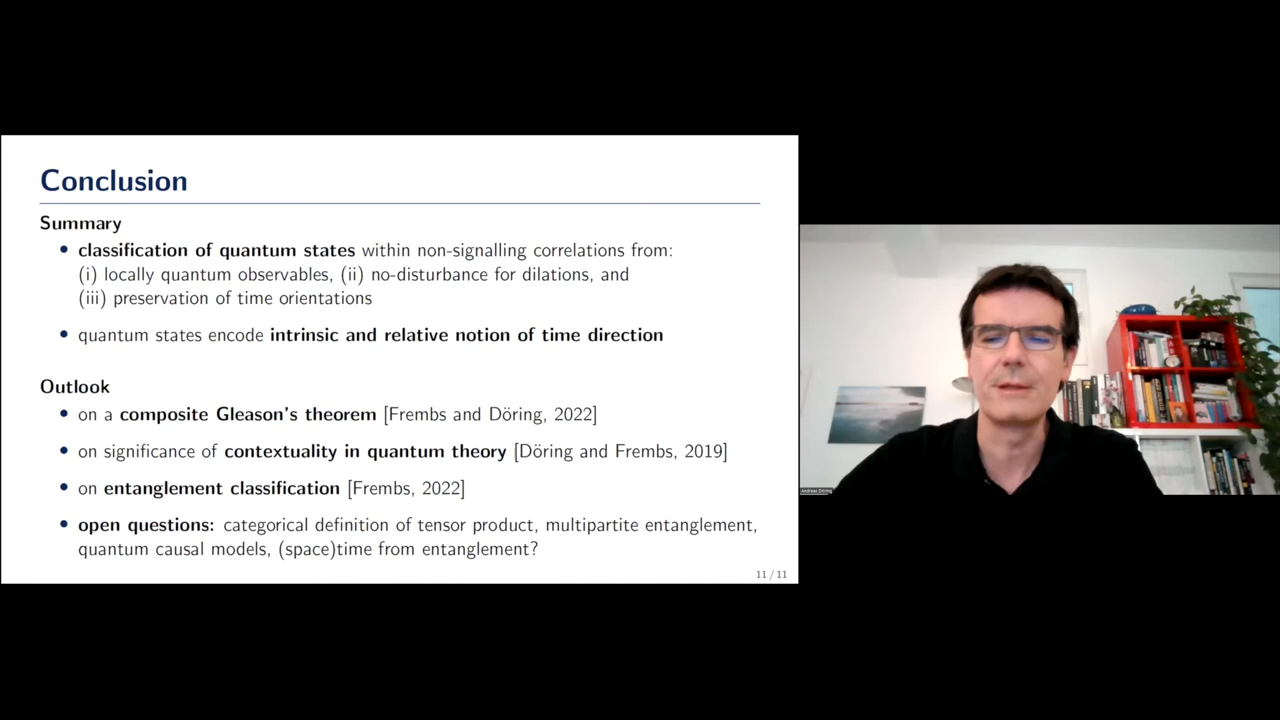 Conclusion
Summary
• classification of quantum states within non-signalling correlations from:
(i) locally quantum observables, (ii) no-disturbance for dilations, and
(iii) preservation of time orientations
• quantum states encode intrinsic and relative notion of time direction
Outlook
• on a composite Gleason's theorem [Frembs and Döring, 2022]
• on significance of contextuality in quantum theory [Döring and Frembs, 2019]
• on entanglement classification [Frembs, 2022]
• open questions: categorical definition of tensor product, multipartite entanglement,
quantum causal models, (space)time from entanglement?
11 / 11
Andreas Döring